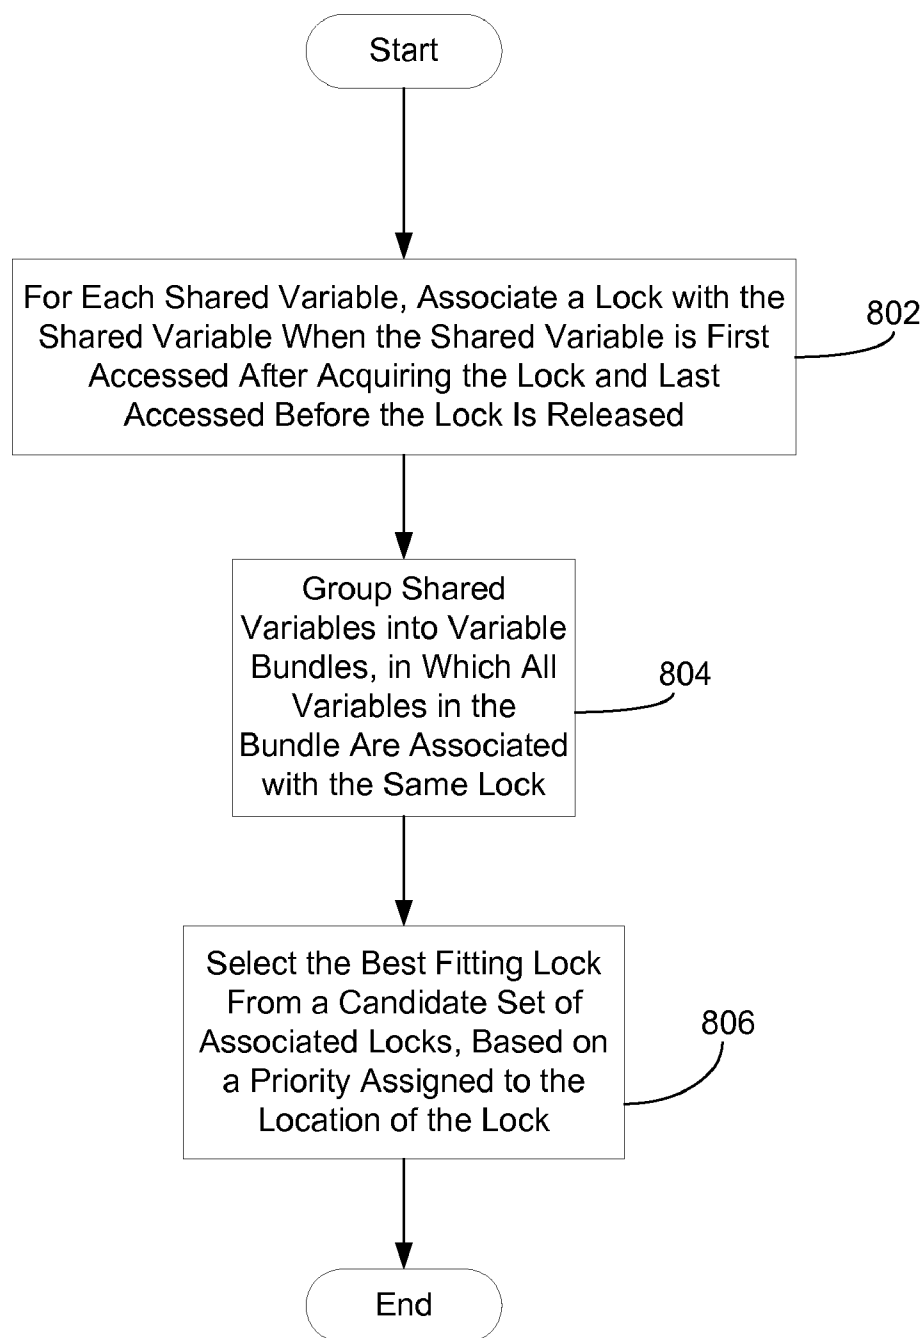 Start
For Each Shared Variable, Associate a Lock with the
Shared Variable When the Shared Variable is First
Accessed After Acquiring the Lock and Last
Accessed Before the Lock Is Released
802
Group Shared
Variables into Variable
Bundles, in Which All
Variables in the
Bundle Are Associated
with the Same Lock
804
Select the Best Fitting Lock
From a Candidate Set of
Associated Locks, Based on
a Priority Assigned to the
Location of the Lock
806
End